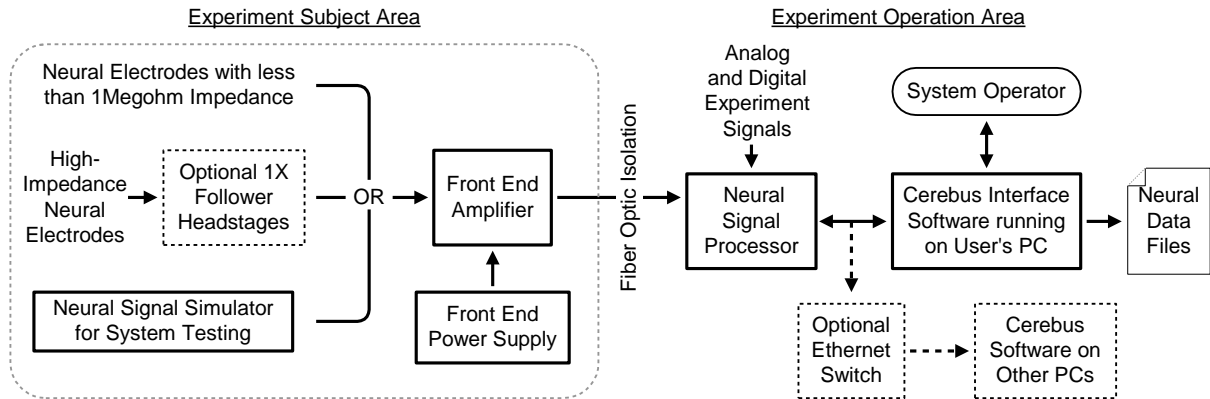 Experiment Subject Area
Experiment Operation Area
Neural Electrodes with less
than 1Megohm Impedance
High-
Impedance
Neural
Electrodes
Optional 1X
Follower
Headstages
OR
Neural Signal Simulator
for System Testing
Front End
Amplifier
Front End
Power Supply
Fiber Optic Isolation
Analog
and Digital
Experiment
Signals
Neural
Signal
Processor
System Operator
Cerebus Interface
Software running
on User's PC
Neural
Data
Files
Optional
Ethernet
Switch
Cerebus
Software on
Other PCs